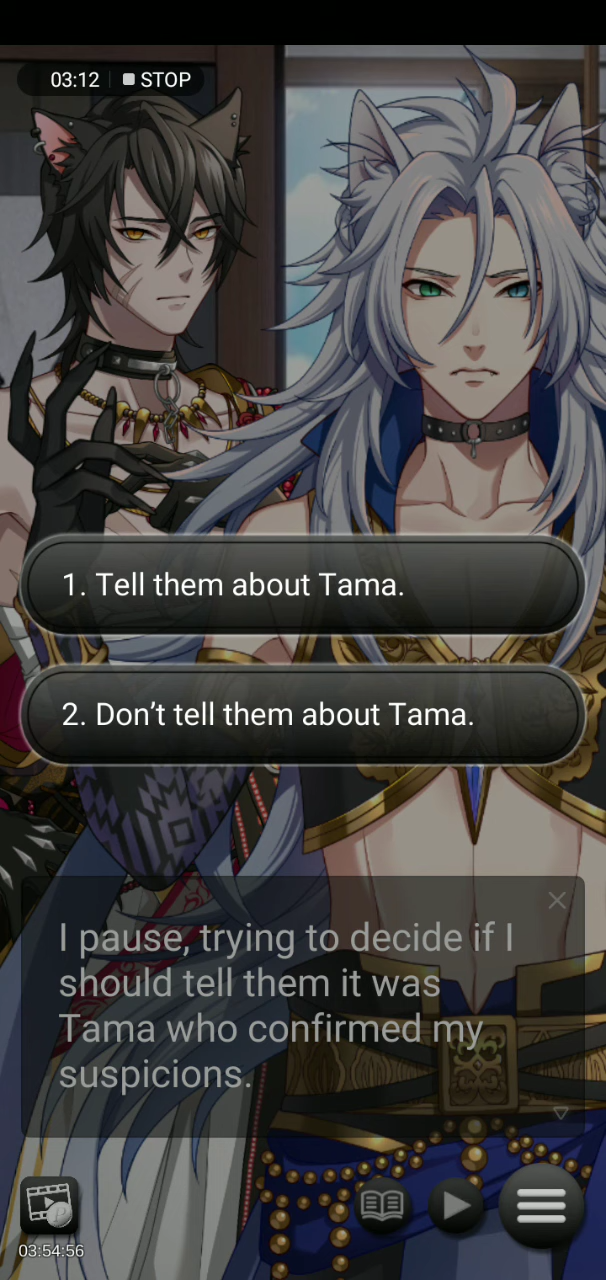 03:12 STOP
1. Tell them about Tama.
2. Don’t tell them about Tama.
I pause, trying to decide if I
should tell them it was
Tama who confirmed my
suspicions.
03:54:56